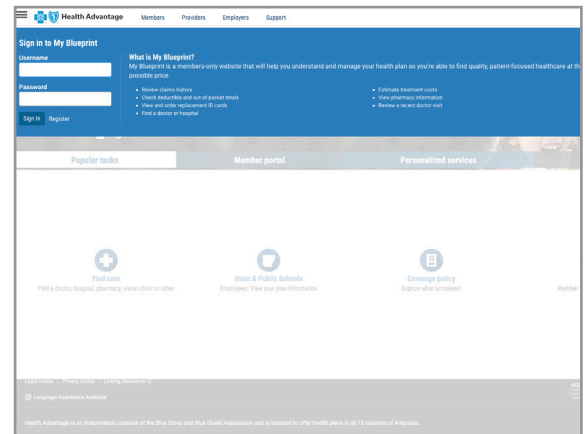 Health Advantage Members Providers Employers Support
Sign in to My Blueprint
Username
Password
Sign In Register
What is My Blueprint?
My Blueprint is a members-only website that will help you understand and manage your health plan so you're able to find quality, patient-focused healthcare at th
possible price.
Review claims history
Check deductible and out-of-pocket totals
View and order replacement ID cards
Find a doctor or hospital
Estimate treatment costs
View pharmacy information
Review a recent doctor visit
Popular tasks Member portal Personalized services
Find care
Find a doctor, hospital, pharmacy, vision clinic or other
State & Public Schools
Employees: View your plan information
Coverage policy
Explore what is covered
Member
Legal notice | Privacy notice | Linking disclaimer
Language Assistance Available
Health Advantage is an Independent Licensee of the Blue Cross and Blue Shield Association and is licensed to offer health plans in all 75 counties of Arkansas.